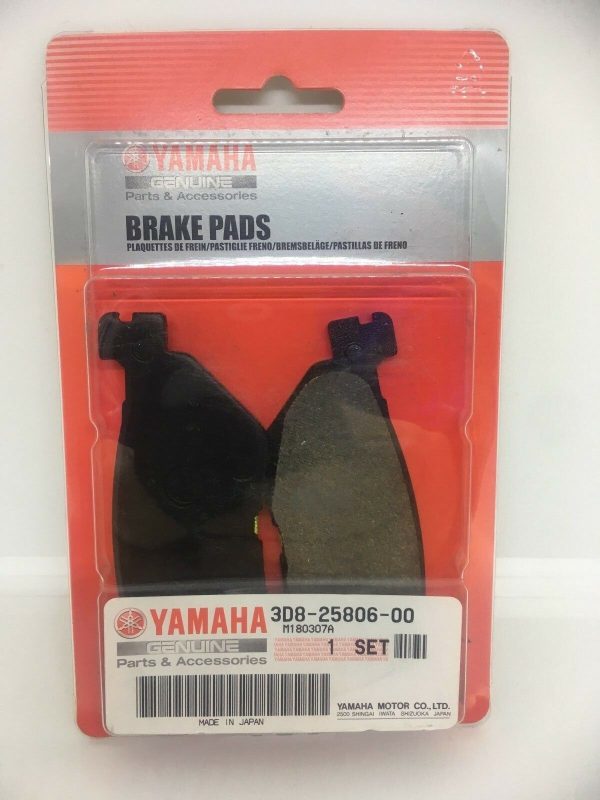 YAMAHA
GENUINE
Parts & Accessories
BRAKE PADS
PLAQUETTES DE FREIN/PASTIGLIE FRENO/BREMSBELÄGE/PASTILLAS DE FRENO
YAMAHA 3D8-25806-00
M180307A
GENUINE
Parts & Accessories
1 SET
MADE IN JAPAN
YAMAHA MOTOR CO.,LTD.
2500 SHINGAI IWATA SHIZUOKA JAPAN